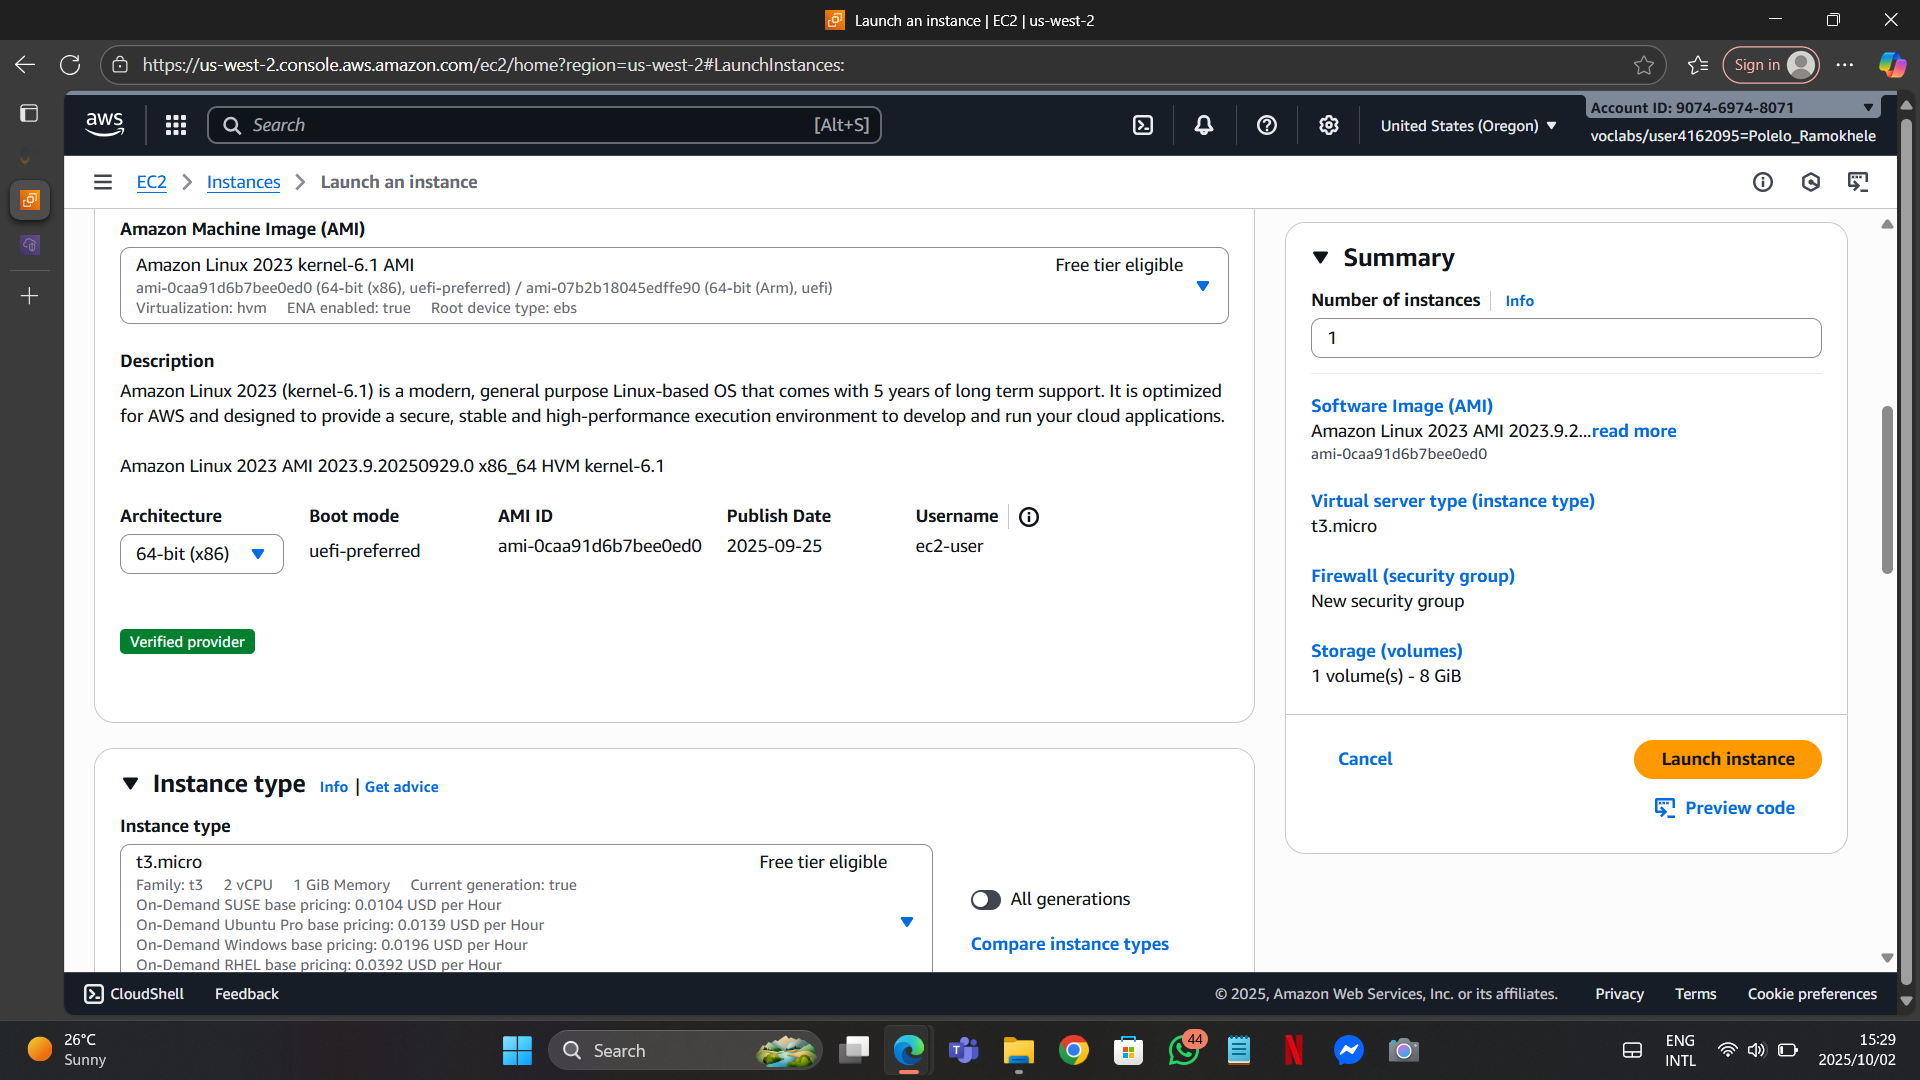 Launch an instance | EC2 | us-west-2
https://us-west-2.console.aws.amazon.com/ec2/home?region=us-west-2#LaunchInstances:
Sign in
aws
Search
[Alt+S]
United States (Oregon)
Account ID: 9074-6974-8071
voclabs/user4162095=Polelo_Ramokhele
EC2
Instances
Launch an instance
Amazon Machine Image (AMI)
Amazon Linux 2023 kernel-6.1 AMI
Free tier eligible
ami-0caa91d6b7bee0ed0 (64-bit (x86), uefi-preferred) / ami-07b2b18045edffe90 (64-bit (Arm), uefi)
Virtualization: hvm ENA enabled: true Root device type: ebs
Description
Amazon Linux 2023 (kernel-6.1) is a modern, general purpose Linux-based OS that comes with 5 years of long term support. It is optimized
for AWS and designed to provide a secure, stable and high-performance execution environment to develop and run your cloud applications.
Amazon Linux 2023 AMI 2023.9.20250929.0 x86_64 HVM kernel-6.1
Architecture Boot mode AMI ID Publish Date Username
64-bit (x86) uefi-preferred ami-0caa91d6b7bee0ed0 2025-09-25 ec2-user
Verified provider
Instance type Info | Get advice
Instance type
t3.micro
Free tier eligible
Family: t3 2 vCPU 1 GiB Memory Current generation: true
On-Demand SUSE base pricing: 0.0104 USD per Hour
On-Demand Ubuntu Pro base pricing: 0.0139 USD per Hour
On-Demand Windows base pricing: 0.0196 USD per Hour
On-Demand RHEL base pricing: 0.0392 USD per Hour
All generations
Compare instance types
Summary
Number of instances Info
1
Software Image (AMI)
Amazon Linux 2023 AMI 2023.9.2...read more
ami-0caa91d6b7bee0ed0
Virtual server type (instance type)
t3.micro
Firewall (security group)
New security group
Storage (volumes)
1 volume(s) - 8 GiB
Cancel
Launch instance
Preview code
CloudShell
Feedback
© 2025, Amazon Web Services, Inc. or its affiliates.
Privacy
Terms
Cookie preferences
26°C
Sunny
Search
44
ENG
INTL
15:29
2025/10/02